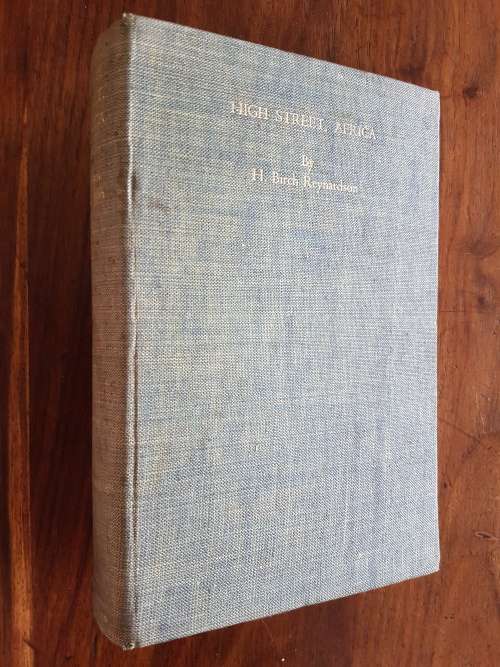 HIGH STREET, AFRICA
By
H. Birch Reynardson